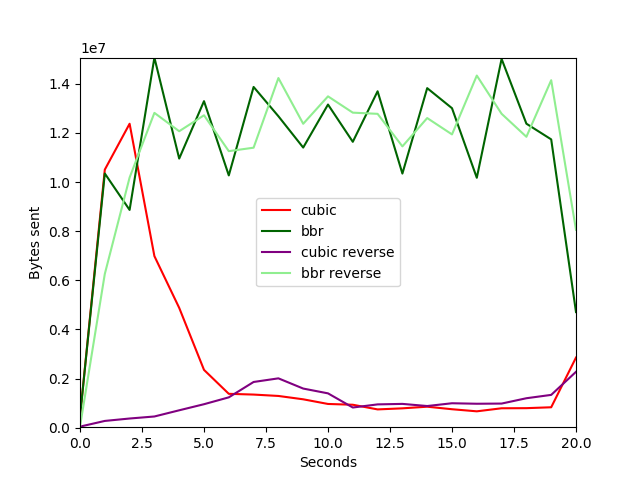 1e7
1.4
1.2
1.0
0.8
0.6
0.4
0.2
0.0
Bytes sent
cubic
bbr
cubic reverse
bbr reverse
0.0 2.5 5.0 7.5 10.0 12.5 15.0 17.5 20.0
Seconds